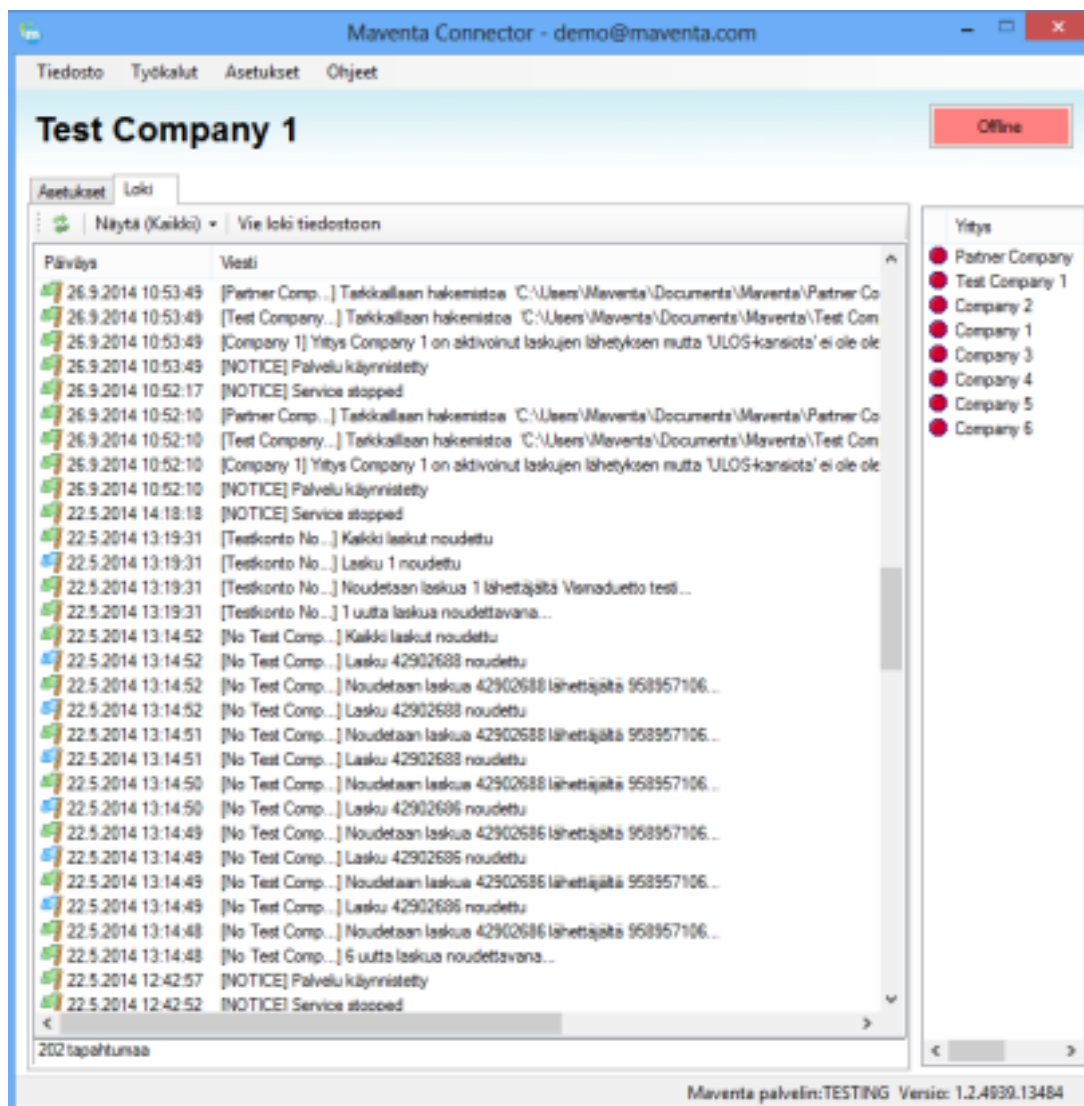 Maventa Connector - demo@maventa.com
Tiedosto Työkalut Asetukset Ohjeet
Test Company 1
Offline
Asetukset Loki
Näytä (Kaikki) Vie loki tiedostoon
Päiväys Viesti
26.9.2014 10:53:49 [Partner Comp...] Tarkkaillaan hakemistoa 'C:\Users\Maventa\Documents\Maventa\Partner Co
26.9.2014 10:53:49 [Test Company...] Tarkkaillaan hakemistoa 'C:\Users\Maventa\Documents\Maventa\Test Com
26.9.2014 10:53:49 [Company 1] Yritys Company 1 on aktivoinut laskujen lähetyksen mutta 'ULOS-kansiota' ei ole ole
26.9.2014 10:53:49 [NOTICE] Palvelu käynnistetty
26.9.2014 10:52:17 [NOTICE] Service stopped
26.9.2014 10:52:10 [Partner Comp...] Tarkkaillaan hakemistoa 'C:\Users\Maventa\Documents\Maventa\Partner Co
26.9.2014 10:52:10 [Test Company...] Tarkkaillaan hakemistoa 'C:\Users\Maventa\Documents\Maventa\Test Com
26.9.2014 10:52:10 [Company 1] Yritys Company 1 on aktivoinut laskujen lähetyksen mutta 'ULOS-kansiota' ei ole ole
26.9.2014 10:52:10 [NOTICE] Palvelu käynnistetty
22.5.2014 14:18:18 [NOTICE] Service stopped
22.5.2014 13:19:31 [Testkonto No...] Kaikki laskut noudettu
22.5.2014 13:19:31 [Testkonto No...] Lasku 1 noudettu
22.5.2014 13:19:31 [Testkonto No...] Noudetaan laskua 1 lähettäjältä Vismaduetto testi...
22.5.2014 13:19:31 [Testkonto No...] 1 uutta laskua noudettavana...
22.5.2014 13:14:52 [No Test Comp...] Kaikki laskut noudettu
22.5.2014 13:14:52 [No Test Comp...] Lasku 42902688 noudettu
22.5.2014 13:14:52 [No Test Comp...] Noudetaan laskua 42902688 lähettäjältä 958957106...
22.5.2014 13:14:52 [No Test Comp...] Lasku 42902688 noudettu
22.5.2014 13:14:51 [No Test Comp...] Noudetaan laskua 42902688 lähettäjältä 958957106...
22.5.2014 13:14:51 [No Test Comp...] Lasku 42902688 noudettu
22.5.2014 13:14:50 [No Test Comp...] Noudetaan laskua 42902688 lähettäjältä 958957106...
22.5.2014 13:14:50 [No Test Comp...] Lasku 42902686 noudettu
22.5.2014 13:14:49 [No Test Comp...] Noudetaan laskua 42902686 lähettäjältä 958957106...
22.5.2014 13:14:49 [No Test Comp...] Lasku 42902686 noudettu
22.5.2014 13:14:49 [No Test Comp...] Noudetaan laskua 42902686 lähettäjältä 958957106...
22.5.2014 13:14:49 [No Test Comp...] Lasku 42902686 noudettu
22.5.2014 13:14:48 [No Test Comp...] Noudetaan laskua 42902686 lähettäjältä 958957106...
22.5.2014 13:14:48 [No Test Comp...] 6 uutta laskua noudettavana...
22.5.2014 12:42:57 [NOTICE] Palvelu käynnistetty
22.5.2014 12:42:52 [NOTICE] Service stopped
202 tapahtumaa
Yritys
Partner Company
Test Company 1
Company 2
Company 1
Company 3
Company 4
Company 5
Company 6
Maventa palvelin:TESTING Versio: 1.2.4939.13484